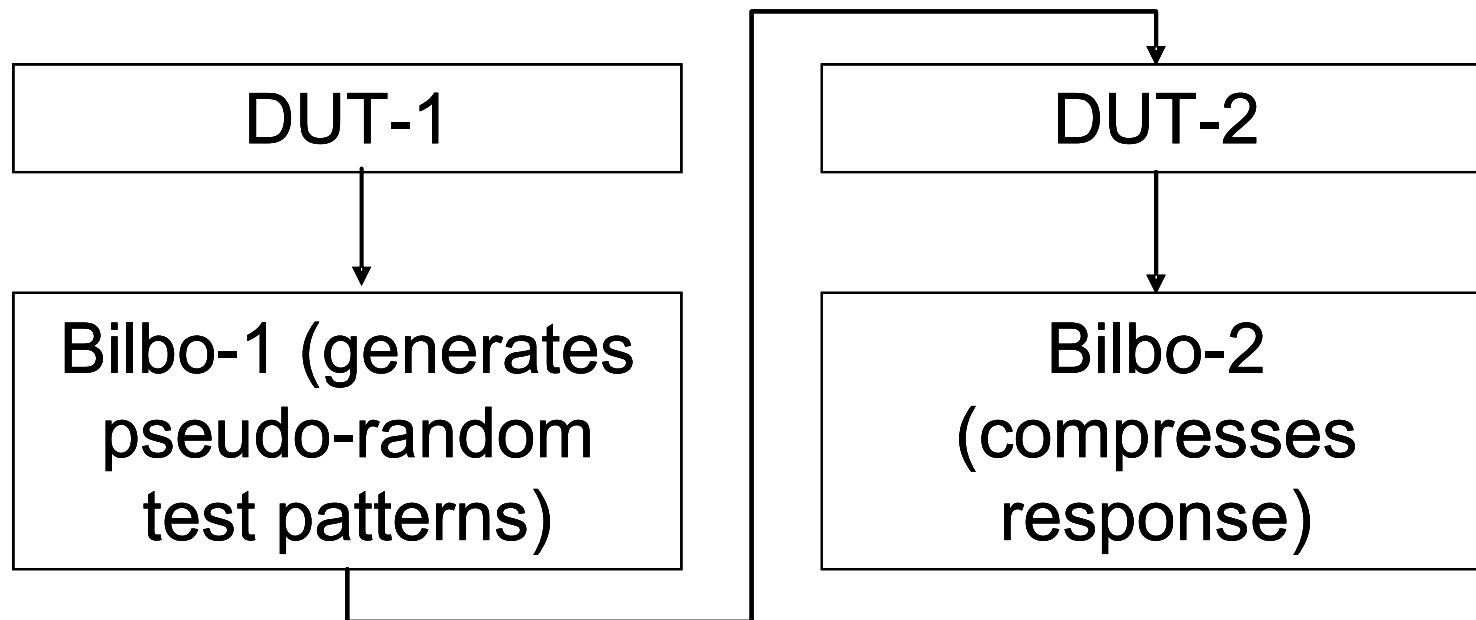 DUT-1
DUT-2
Bilbo-1 (generates
pseudo-random
test patterns)
Bilbo-2
(compresses
response)